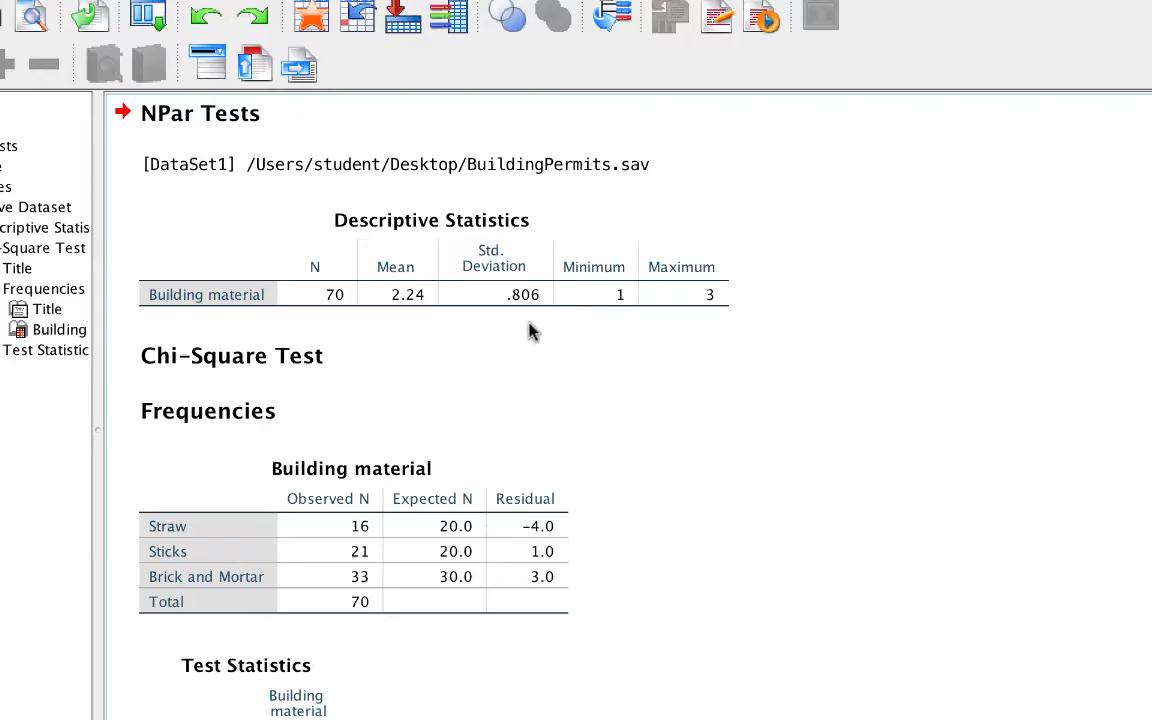 NPar Tests
[DataSet1] /Users/student/Desktop/BuildingPermits.sav
sts
es
ve Dataset
criptive Statis
-Square Test
Title
Frequencies
Title
Building
Test Statistic
Descriptive Statistics
N Mean Std. Deviation Minimum Maximum
Building material 70 2.24 .806 1 3
Chi-Square Test
Frequencies
Building material
Observed N Expected N Residual
Straw 16 20.0 -4.0
Sticks 21 20.0 1.0
Brick and Mortar 33 30.0 3.0
Total 70
Test Statistics
Building
material